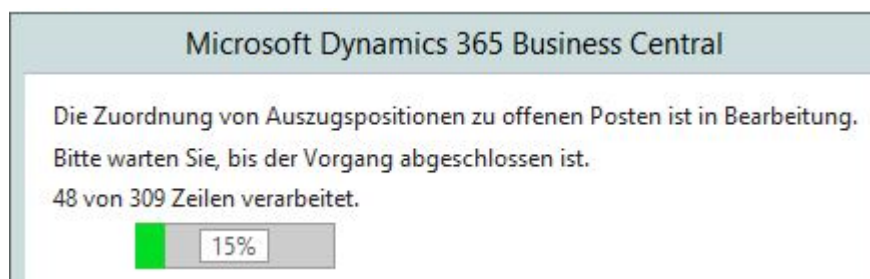 Microsoft Dynamics 365 Business Central
Die Zuordnung von Auszugspositionen zu offenen Posten ist in Bearbeitung.
Bitte warten Sie, bis der Vorgang abgeschlossen ist.
48 von 309 Zeilen verarbeitet.
15%